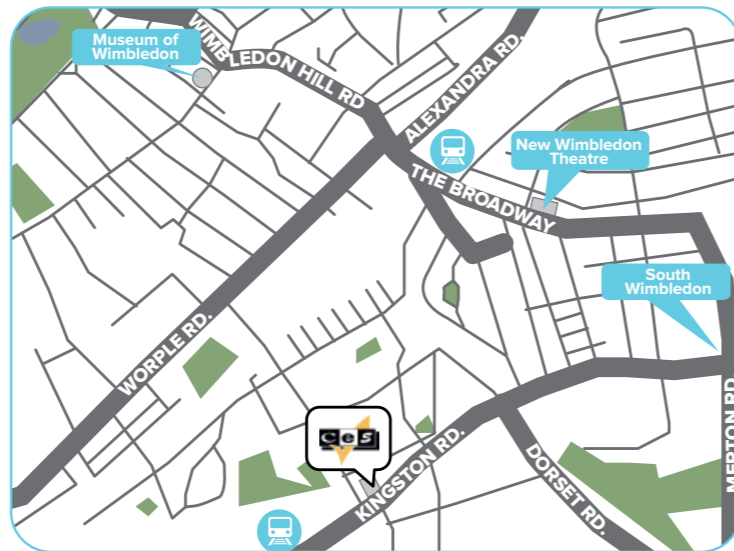 Museum of
Wimbledon
WIMBLEDON HILL RD
ALEXANDRA RD.
New Wimbledon
Theatre
THE BROADWAY
South
Wimbledon
WORPLE RD.
ces
KINGSTON RD.
DORSET RD.
MERTON RD